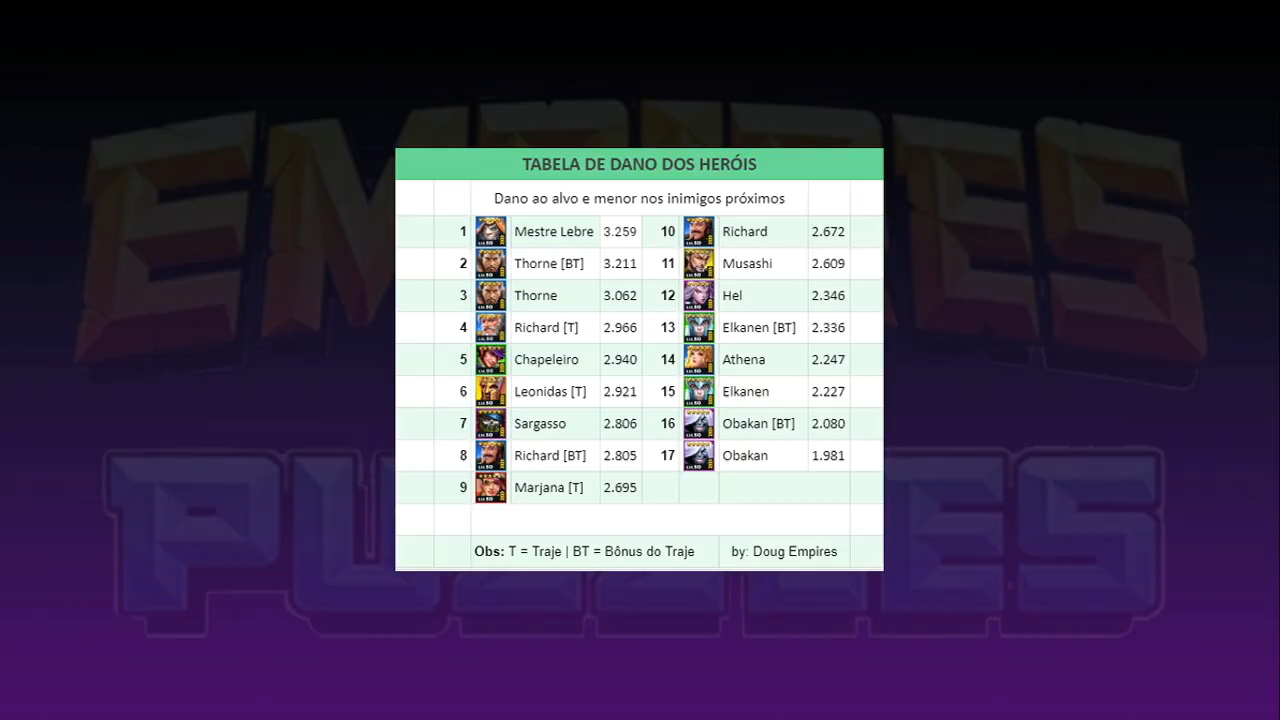 EMPIRES
PUZZLES
TABELA DE DANO DOS HERÓIS
Dano ao alvo e menor nos inimigos próximos
1 Mestre Lebre 3.259 10 Richard 2.672
2 Thorne [BT] 3.211 11 Musashi 2.609
3 Thorne 3.062 12 Hel 2.346
4 Richard [T] 2.966 13 Elkanen [BT] 2.336
5 Chapeleiro 2.940 14 Athena 2.247
6 Leonidas [T] 2.921 15 Elkanen 2.227
7 Sargasso 2.806 16 Obakan [BT] 2.080
8 Richard [BT] 2.805 17 Obakan 1.981
9 Marjana [T] 2.695
Obs: T = Traje | BT = Bônus do Traje by: Doug Empires